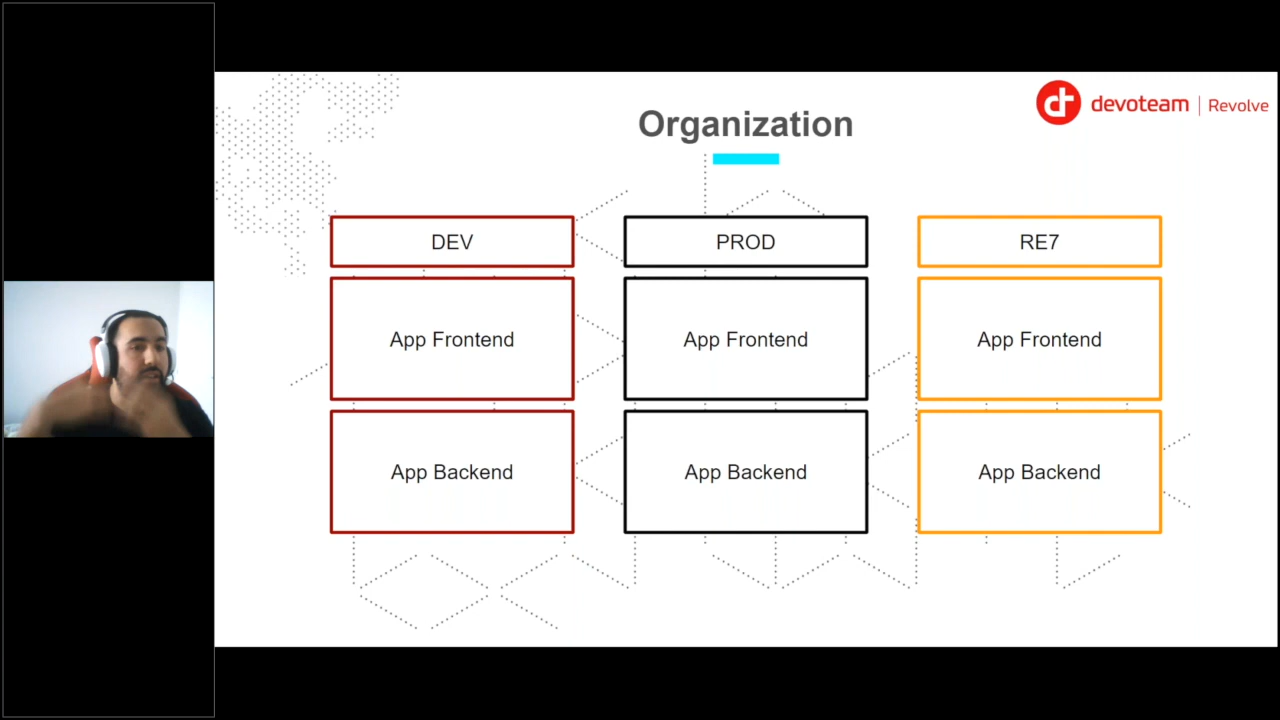 devoteam | Revolve
Organization
DEV
PROD
RE7
App Frontend
App Frontend
App Frontend
App Backend
App Backend
App Backend